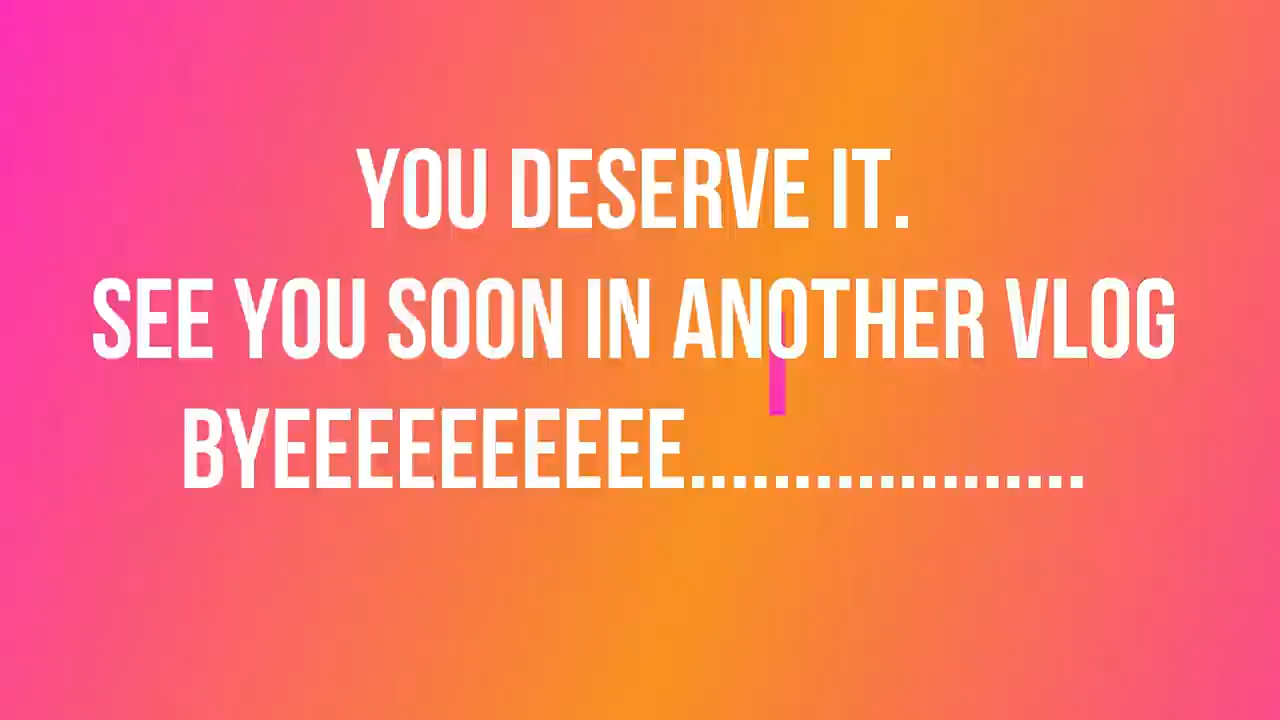 YOU DESERVE IT.
SEE YOU SOON IN ANOTHER VLOG
BYEEEEEEEEEE...................